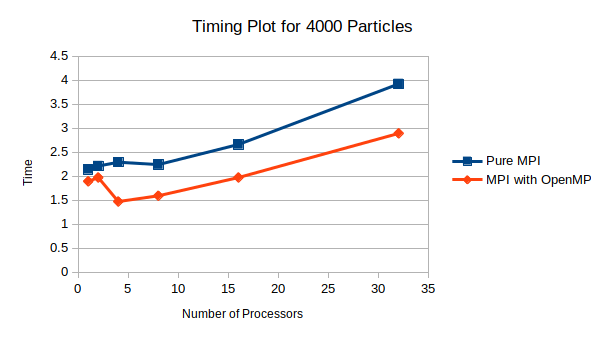 Timing Plot for 4000 Particles
4.5
4
3.5
3
2.5
2
1.5
1
0.5
0
Time
0 5 10 15 20 25 30 35
Number of Processors
Pure MPI
MPI with OpenMP